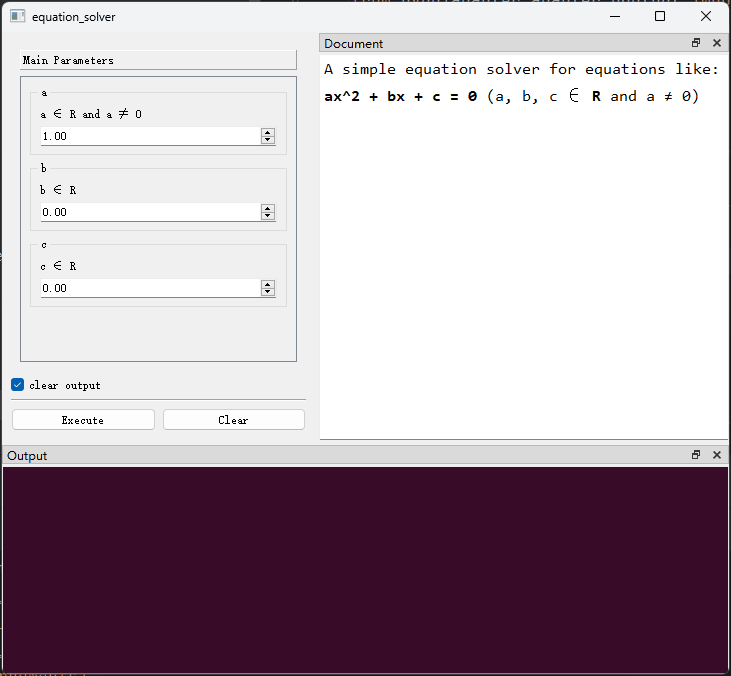 equation_solver
Main Parameters
a
a ∈ R and a ≠ 0
1.00
b
b ∈ R
0.00
c
c ∈ R
0.00
clear output
Execute Clear
Document
A simple equation solver for equations like:
ax^2 + bx + c = 0 (a, b, c ∈ R and a ≠ 0)
Output